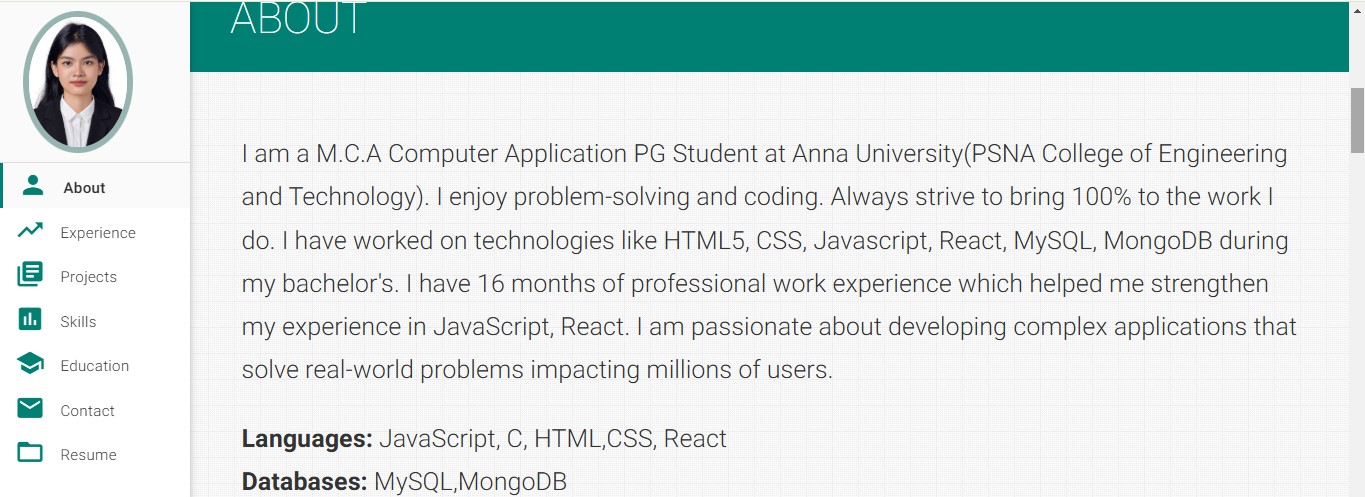 ABOUT
About
Experience
Projects
Skills
Education
Contact
Resume
I am a M.C.A Computer Application PG Student at Anna University(PSNA College of Engineering
and Technology). I enjoy problem-solving and coding. Always strive to bring 100% to the work I
do. I have worked on technologies like HTML5, CSS, Javascript, React, MySQL, MongoDB during
my bachelor's. I have 16 months of professional work experience which helped me strengthen
my experience in JavaScript, React. I am passionate about developing complex applications that
solve real-world problems impacting millions of users.
Languages: JavaScript, C, HTML,CSS, React
Databases: MySQL,MongoDB